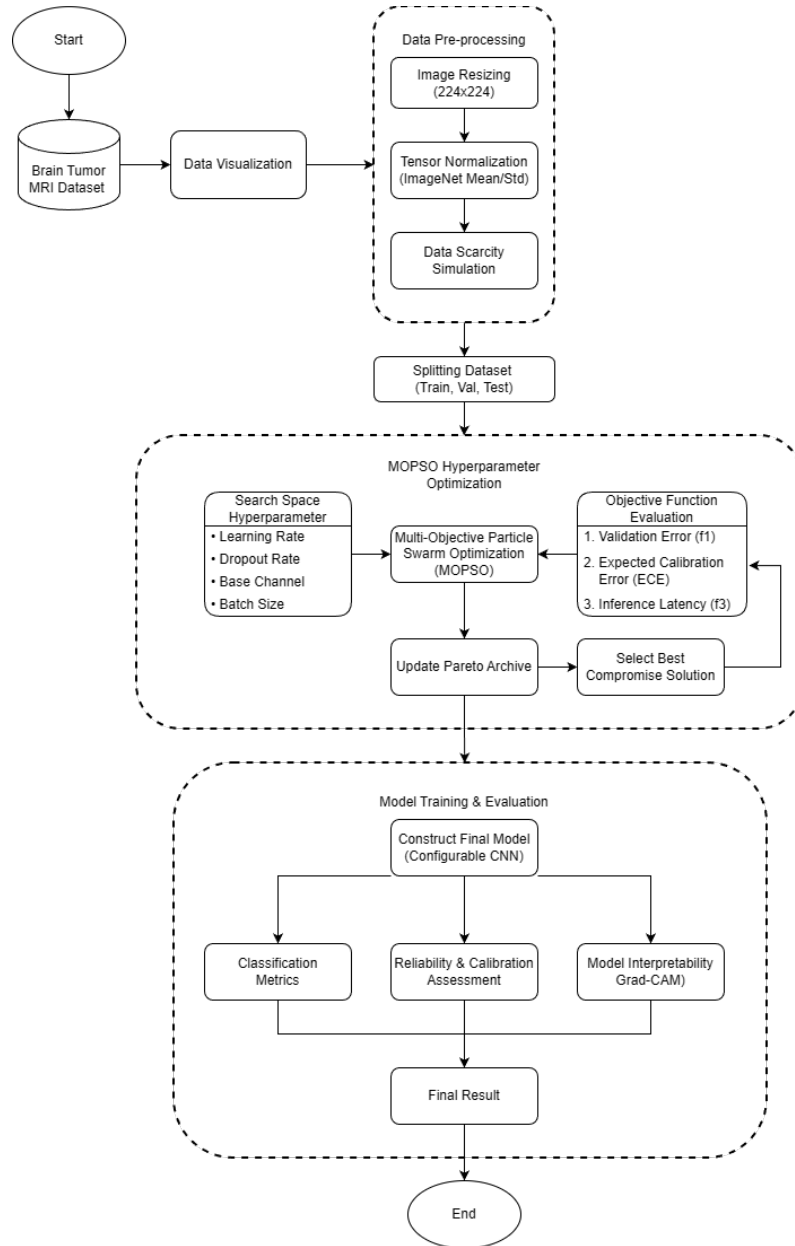 Start
Brain Tumor
MRI Dataset
Data Visualization
Data Pre-processing
Image Resizing
(224x224)
Tensor Normalization
(ImageNet Mean/Std)
Data Scarcity
Simulation
Splitting Dataset
(Train, Val, Test)
MOPSO Hyperparameter
Optimization
Search Space
Hyperparameter
• Learning Rate
• Dropout Rate
• Base Channel
• Batch Size
Multi-Objective Particle
Swarm Optimization
(MOPSO)
Objective Function
Evaluation
1. Validation Error (f1)
2. Expected Calibration
Error (ECE)
3. Inference Latency (f3)
Update Pareto Archive
Select Best
Compromise Solution
Model Training & Evaluation
Construct Final Model
(Configurable CNN)
Classification
Metrics
Reliability & Calibration
Assessment
Model Interpretability
Grad-CAM)
Final Result
End